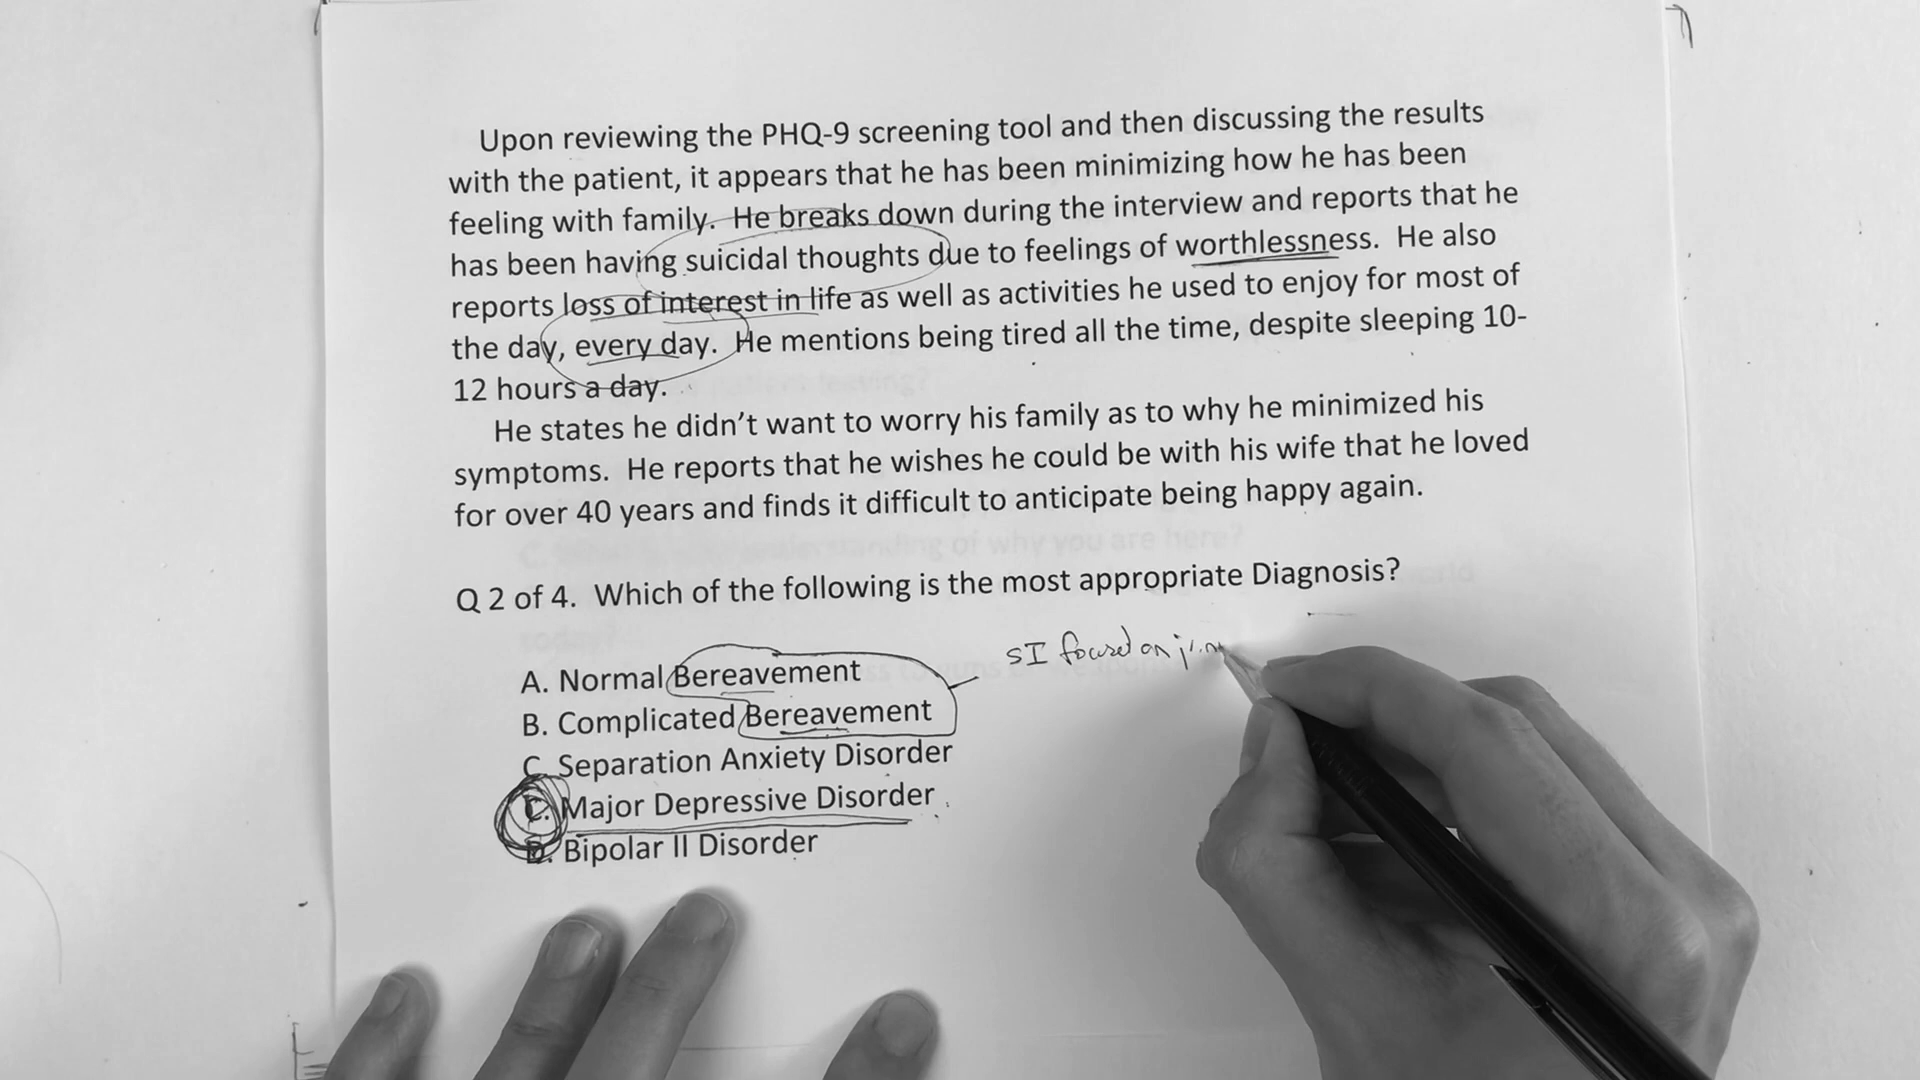 Upon reviewing the PHQ-9 screening tool and then discussing the results
with the patient, it appears that he has been minimizing how he has been
feeling with family. He breaks down during the interview and reports that he
has been having suicidal thoughts due to feelings of worthlessness. He also
reports loss of interest in life as well as activities he used to enjoy for most of
the day, every day. He mentions being tired all the time, despite sleeping 10-
12 hours a day.
He states he didn't want to worry his family as to why he minimized his
symptoms. He reports that he wishes he could be with his wife that he loved
for over 40 years and finds it difficult to anticipate being happy again.
Q 2 of 4. Which of the following is the most appropriate Diagnosis?
SI focused on
A. Normal Bereavement
B. Complicated Bereavement
C. Separation Anxiety Disorder
C. Major Depressive Disorder
D. Bipolar II Disorder